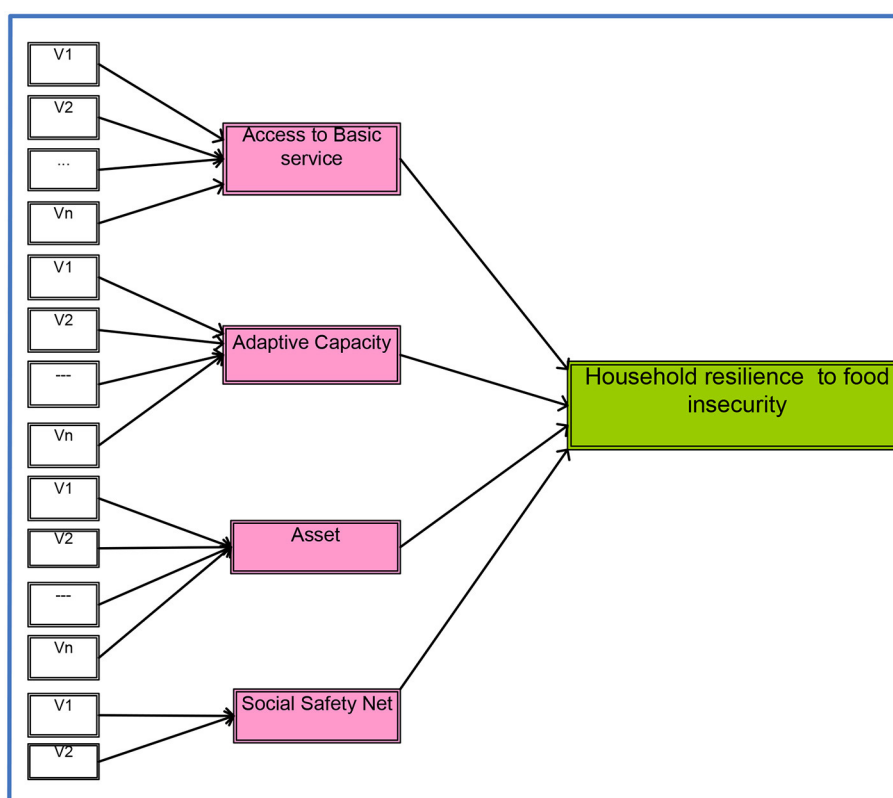 V1
V2
...
Vn
Access to Basic
service
V1
V2
---
Vn
Adaptive Capacity
V1
V2
---
Vn
Asset
V1
V2
Social Safety Net
Household resilience  to food
insecurity